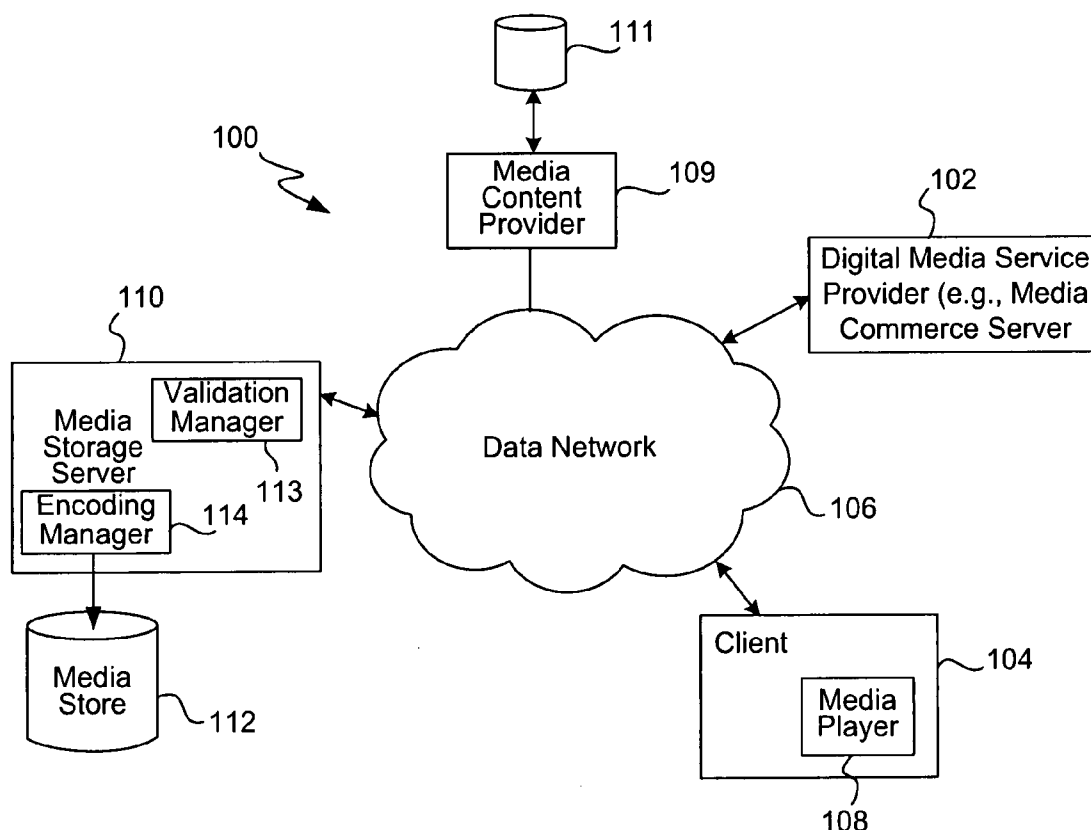 111
100
Media
Content
Provider
109
102
Digital Media Service
Provider (e.g., Media
Commerce Server
110
Validation
Manager
Media
Storage
Server
113
Encoding
Manager
114
Data Network
106
Media
Store
112
Client
104
Media
Player
108